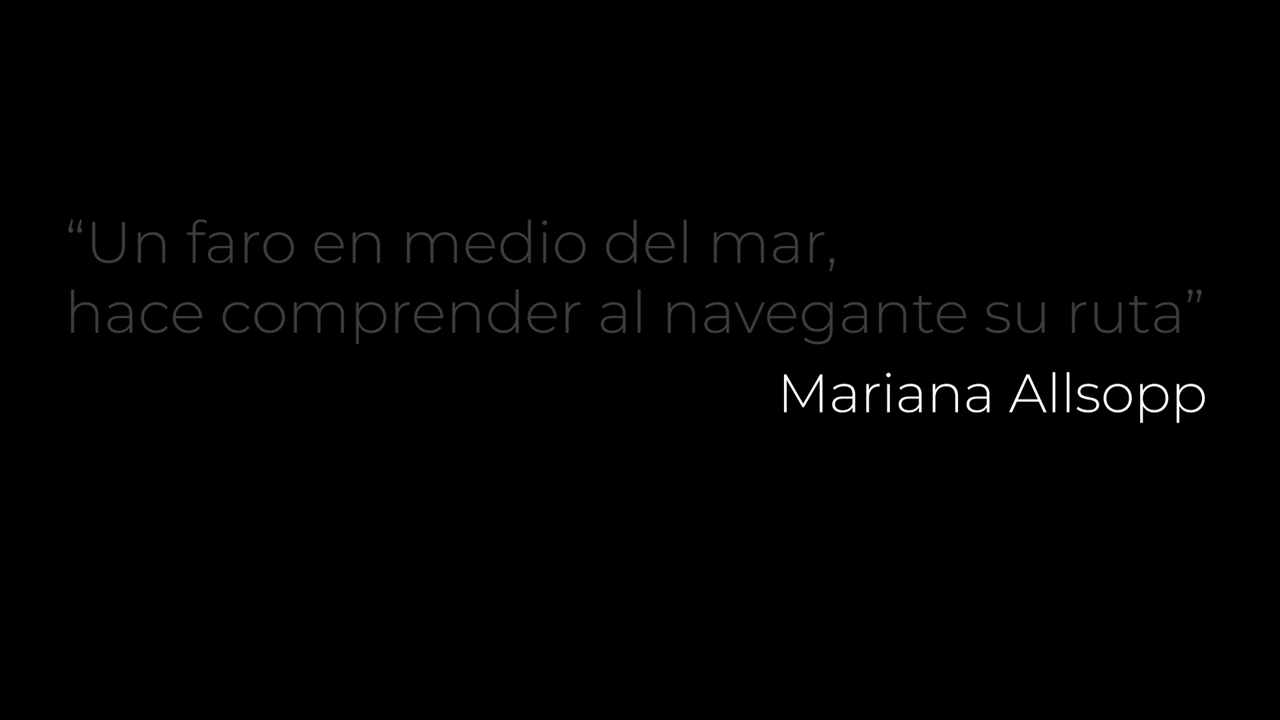 “Un faro en medio del mar,
hace comprender al navegante su ruta”
Mariana Allsopp